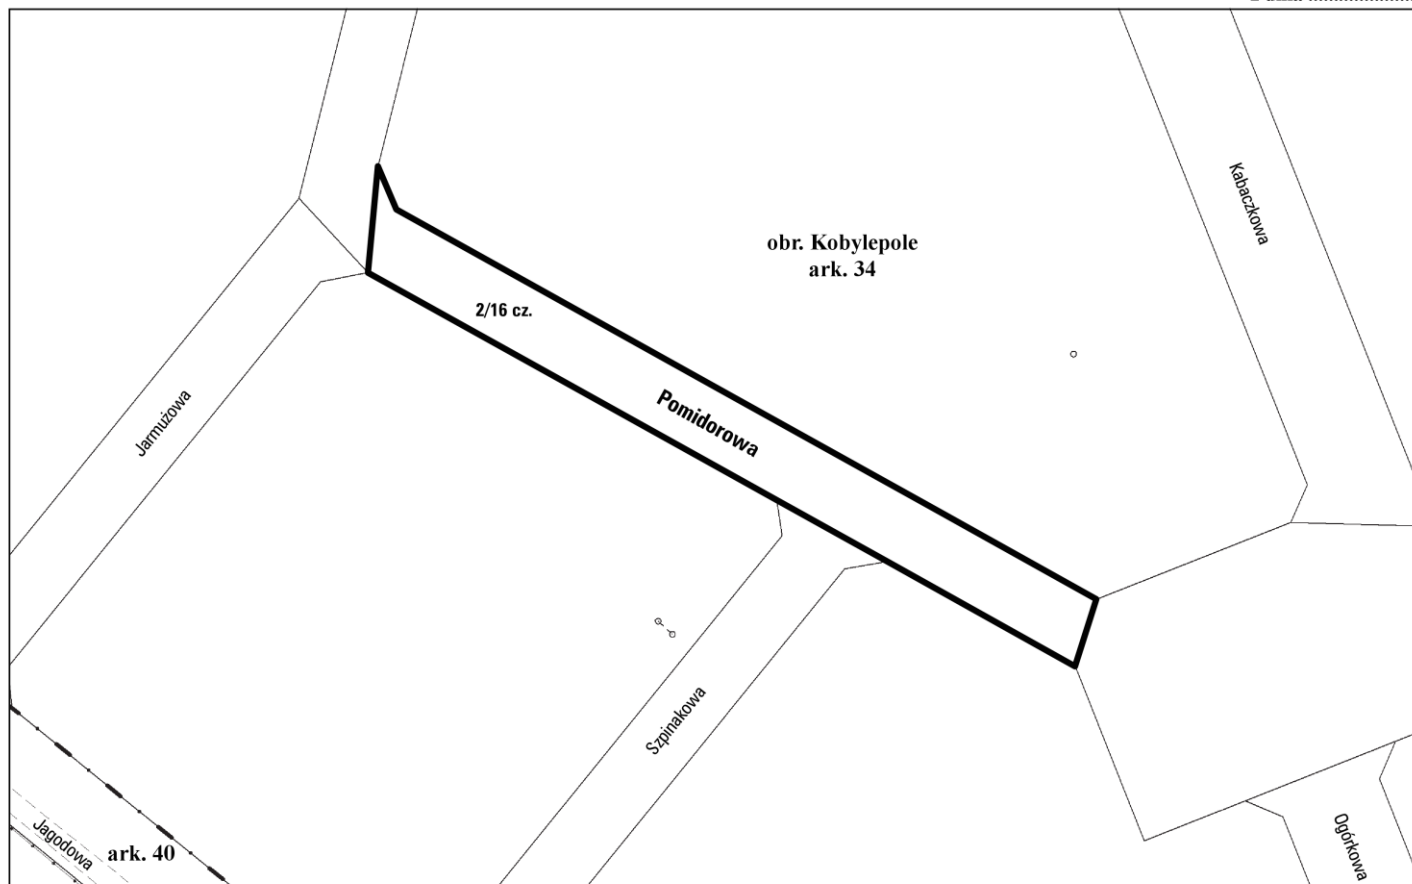 Kabaczkowa
obr. Kobylepole
ark. 34
2/16 cz.
Pomidorowa
Jarmużowa
Szpinakowa
Jagodowa
ark. 40
Ogórkowa